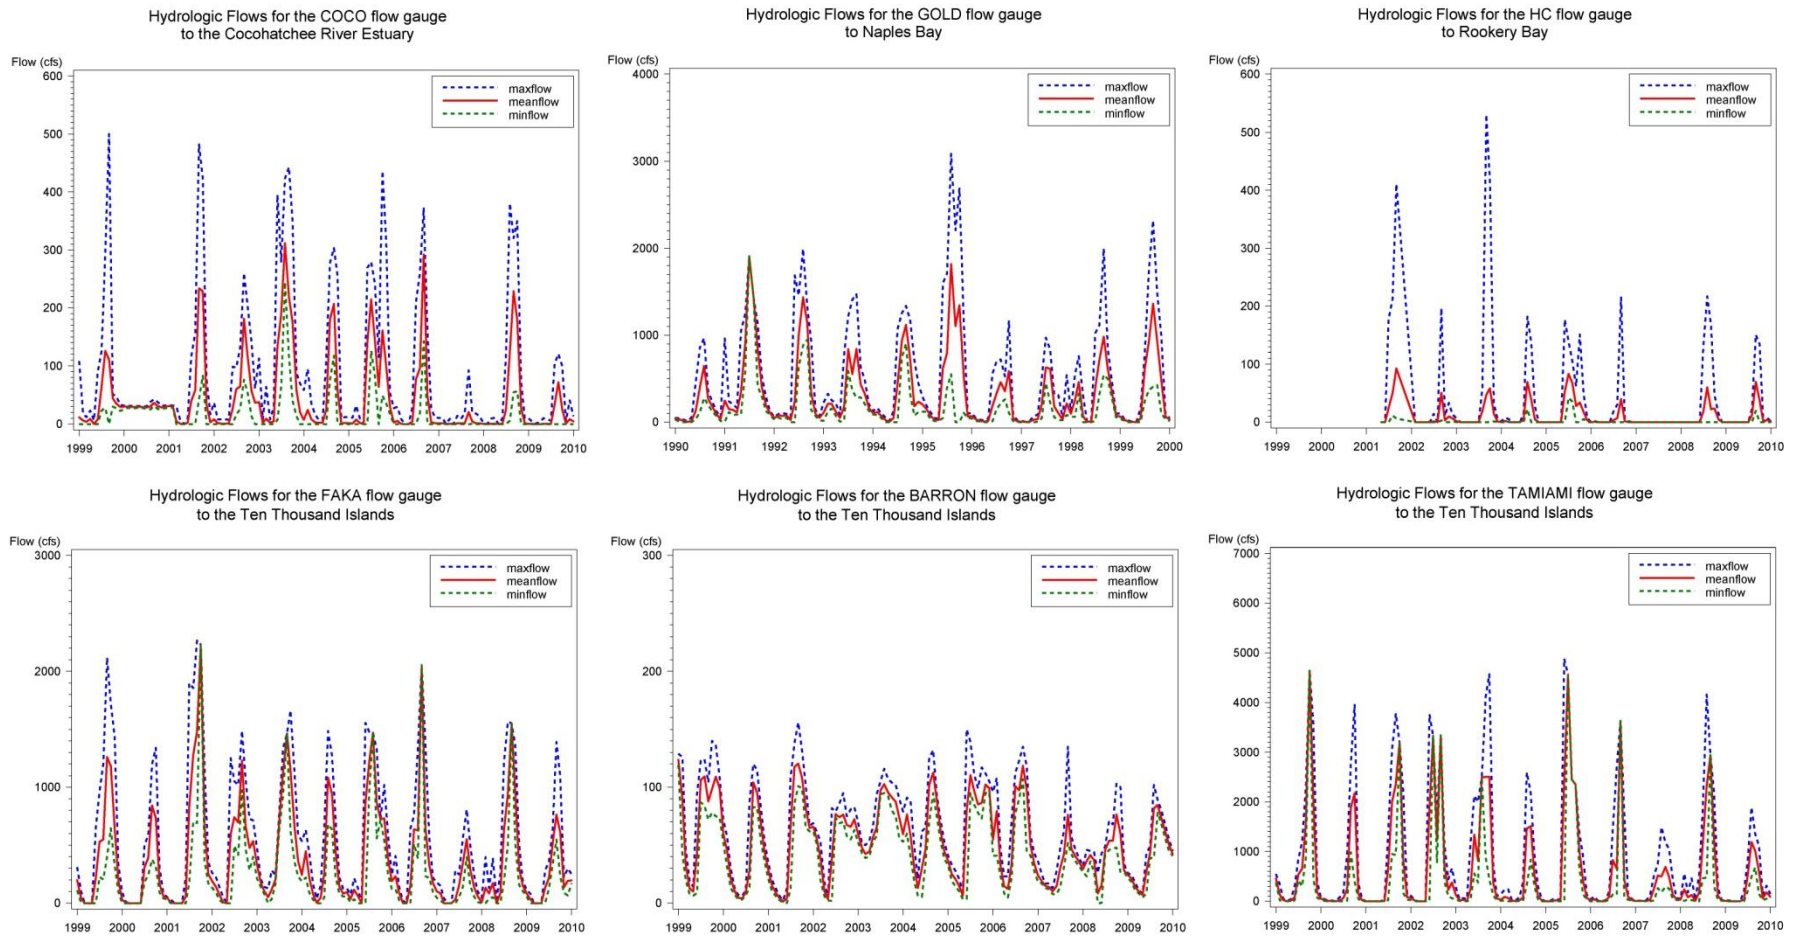 Hydrologic Flows for the COCO flow gauge
to the Cocohatchee River Estuary
Flow (cfs)
600
500
400
300
200
100
0
maxflow
meanflow
minflow
1999 2000 2001 2002 2003 2004 2005 2006 2007 2008 2009 2010
Hydrologic Flows for the GOLD flow gauge
to Naples Bay
Flow (cfs)
4000
3000
2000
1000
0
maxflow
meanflow
minflow
1990 1991 1992 1993 1994 1995 1996 1997 1998 1999 2000
Hydrologic Flows for the HC flow gauge
to Rookery Bay
Flow (cfs)
600
500
400
300
200
100
0
maxflow
meanflow
minflow
1999 2000 2001 2002 2003 2004 2005 2006 2007 2008 2009 2010
Hydrologic Flows for the FAKA flow gauge
to the Ten Thousand Islands
Flow (cfs)
3000
2000
1000
0
maxflow
meanflow
minflow
1999 2000 2001 2002 2003 2004 2005 2006 2007 2008 2009 2010
Hydrologic Flows for the BARRON flow gauge
to the Ten Thousand Islands
Flow (cfs)
300
200
100
0
maxflow
meanflow
minflow
1999 2000 2001 2002 2003 2004 2005 2006 2007 2008 2009 2010
Hydrologic Flows for the TAMIAMI flow gauge
to the Ten Thousand Islands
Flow (cfs)
7000
6000
5000
4000
3000
2000
1000
0
maxflow
meanflow
minflow
1999 2000 2001 2002 2003 2004 2005 2006 2007 2008 2009 2010